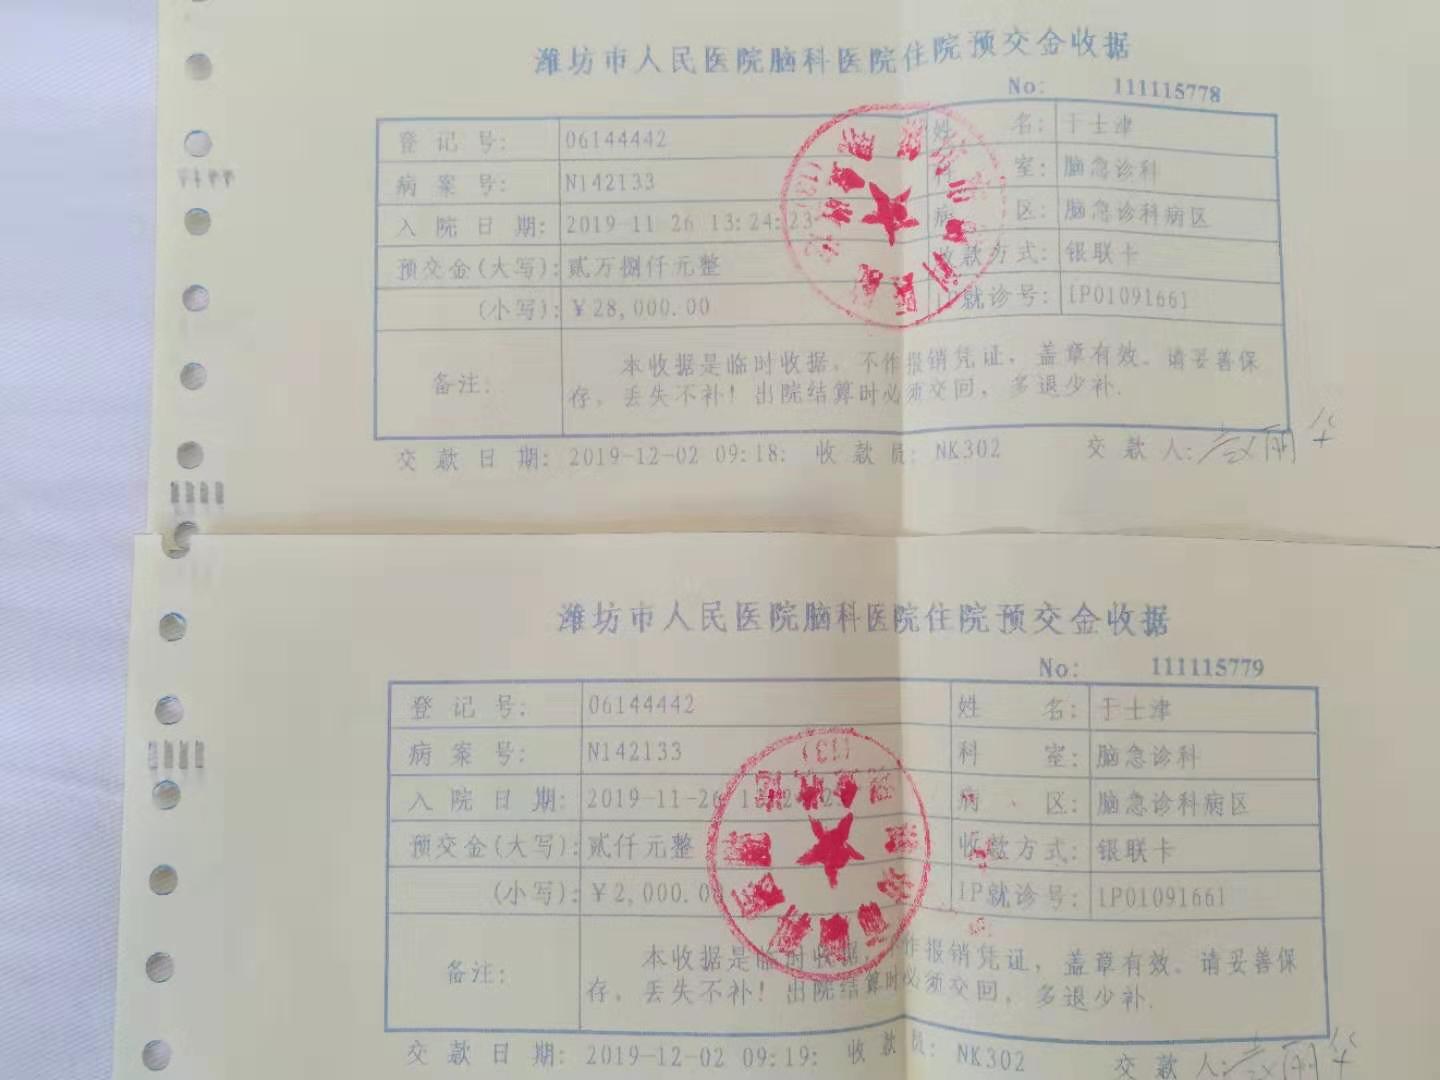 潍坊市人民医院脑科医院住院预交金收据
No: 111115778
登记号: 06144442 姓名: 于士津
病案号: N142133 科室: 脑急诊科
入院日期: 2019-11-26 13:24:23 病区: 脑急诊科病区
预交金(大写): 贰万捌仟元整 收款方式: 银联卡
(小写): ¥28,000.00 IP就诊号: IP01091661
备注: 本收据是临时收据,不作报销凭证,盖章有效。请妥善保
存,丢失不补!出院结算时必须交回,多退少补.
交款日期: 2019-12-02 09:18: 收款员: NK302 交款人:
潍坊市人民医院脑科医院住院预交金收据
No: 111115779
登记号: 06144442 姓名: 于士津
病案号: N142133 科室: 脑急诊科
入院日期: 2019-11-26 病区: 脑急诊科病区
预交金(大写): 贰仟元整 收款方式: 银联卡
(小写): ¥2,000.00 IP就诊号: IP01091661
备注: 本收据是临时收据,不作报销凭证,盖章有效。请妥善保
存,丢失不补!出院结算时必须交回,多退少补.
交款日期: 2019-12-02 09:19: 收款员: NK302 交款人: